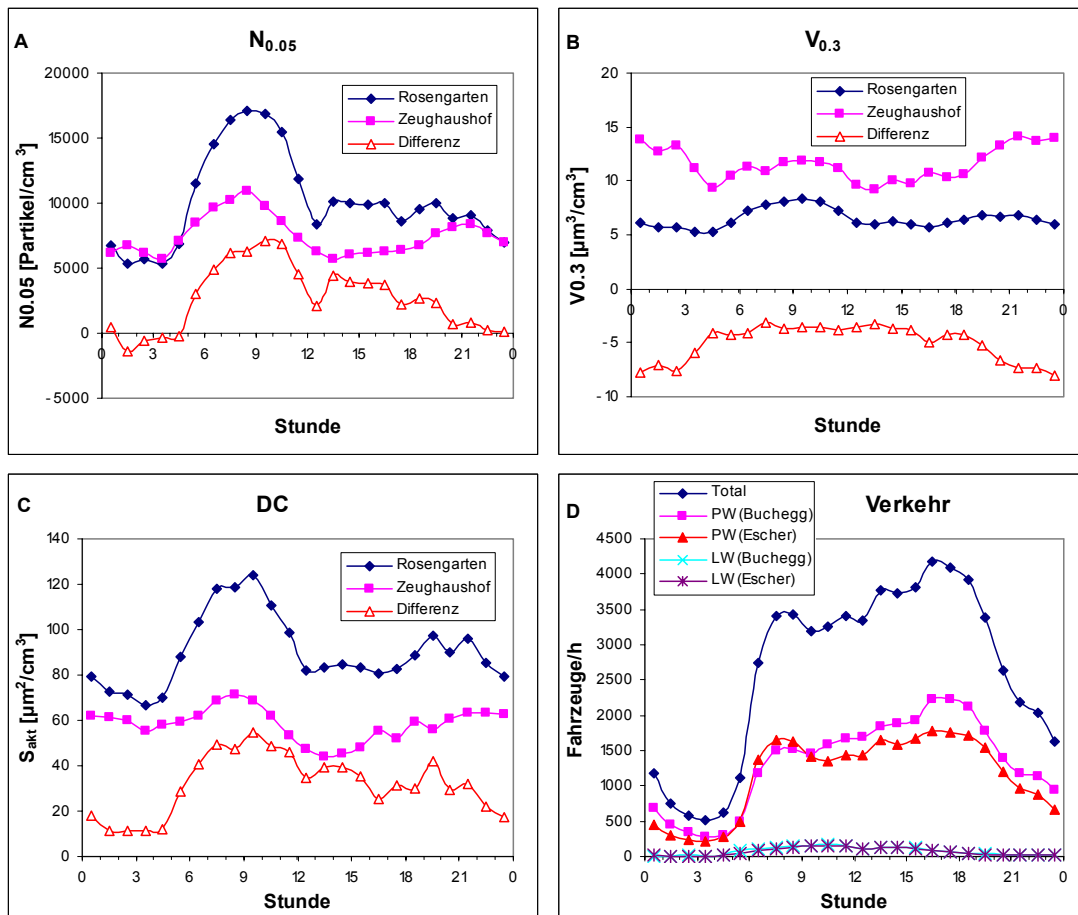 A
N0.05
N0.05 [Partikel/cm³]
20000
15000
10000
5000
0
-5000
Rosengarten
Zeughaushof
Differenz
0 3 6 9 12 15 18 21 0
Stunde
B
V0.3
V0.3 [µm³/cm³]
20
15
10
5
0
-5
-10
Rosengarten
Zeughaushof
Differenz
0 3 6 9 12 15 18 21 0
Stunde
C
DC
Sakt [µm²/cm³]
140
120
100
80
60
40
20
0
Rosengarten
Zeughaushof
Differenz
0 3 6 9 12 15 18 21 0
Stunde
D
Verkehr
Total
PW (Buchegg)
PW (Escher)
LW (Buchegg)
LW (Escher)
Fahrzeuge/h
4500
4000
3500
3000
2500
2000
1500
1000
500
0
0 3 6 9 12 15 18 21 0
Stunde